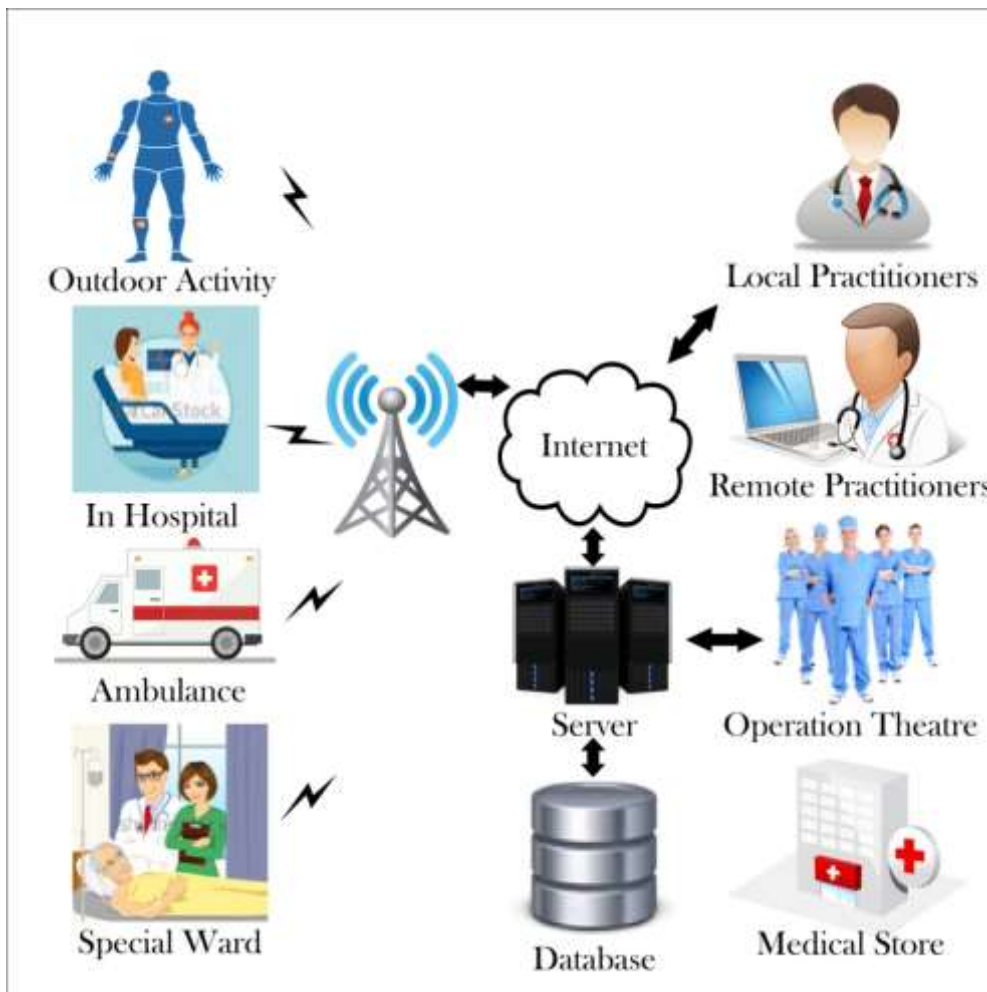 Outdoor Activity
In Hospital
Ambulance
Special Ward
Internet
Server
Database
Local Practitioners
Remote Practitioners
Operation Theatre
Medical Store